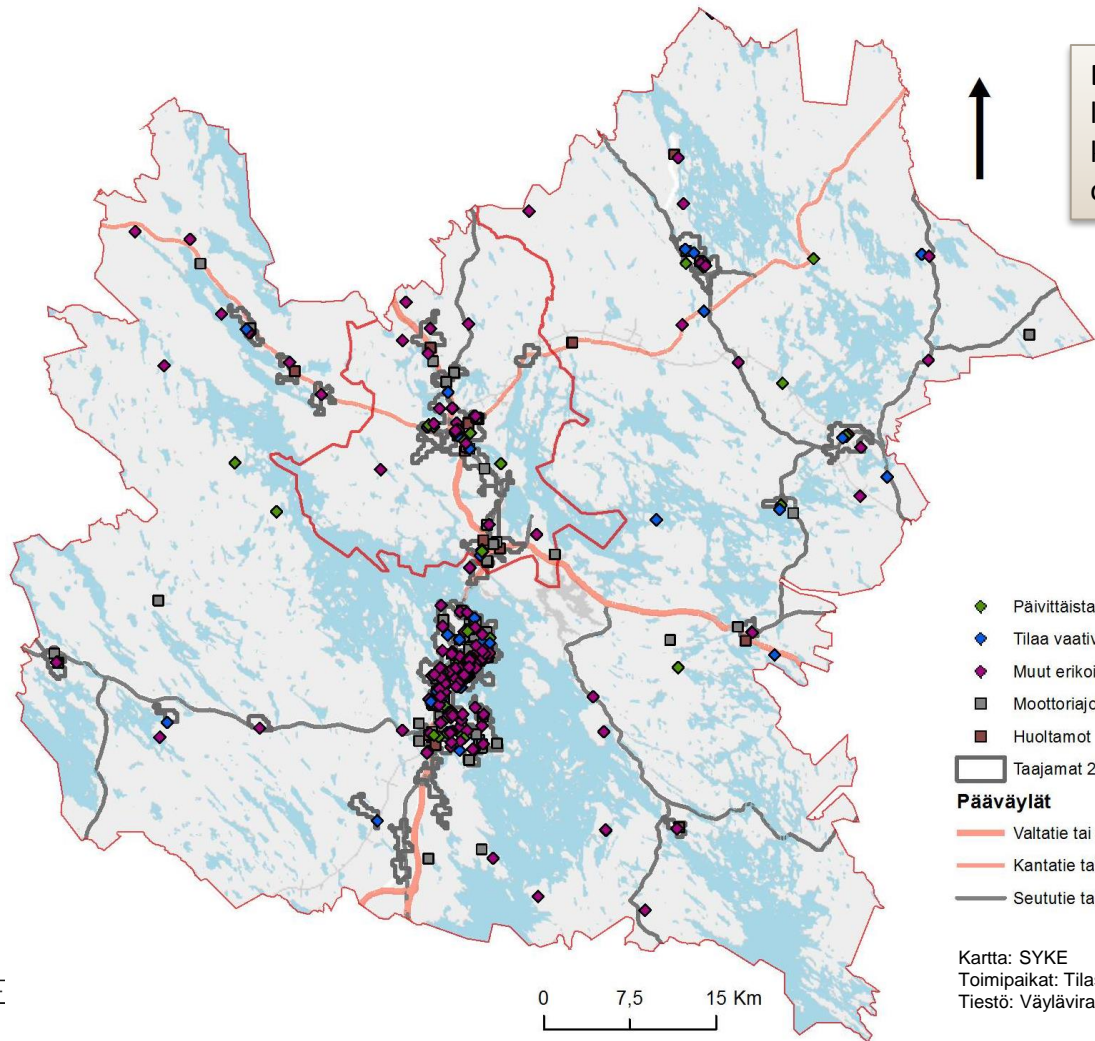 Päivittäista
Tilaa vaativ
Muut erikoi
Moottoriajo
Huoltamot
Taajamat 2
Pääväylät
Valtatie tai
Kantatie ta
Seututie ta
Kartta: SYKE
Toimipaikat: Tilas
Tiestö: Väylävira
0 7,5 15 Km